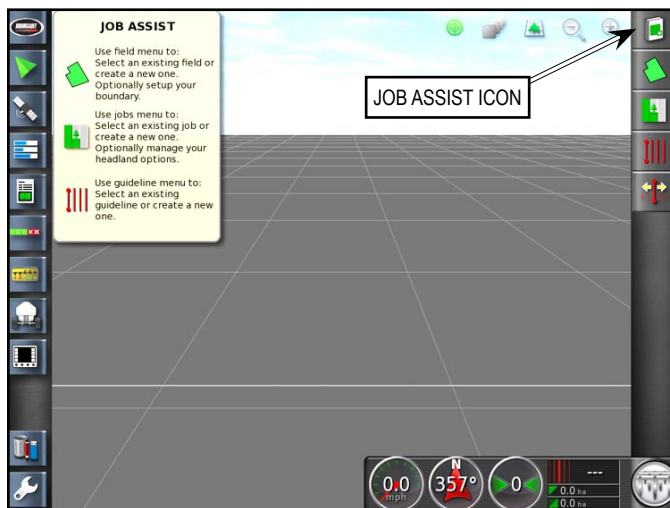 JOB ASSIST
Use field menu to:
Select an existing field or
create a new one.
Optionally setup your
boundary.
Use jobs menu to:
Select an existing job or
create a new one.
Optionally manage your
headland options.
Use guideline menu to:
Select an existing
guideline or create a new
one.
JOB ASSIST ICON
0.0
mph
N
357°
0
---
0.0 ha
0.0 ha